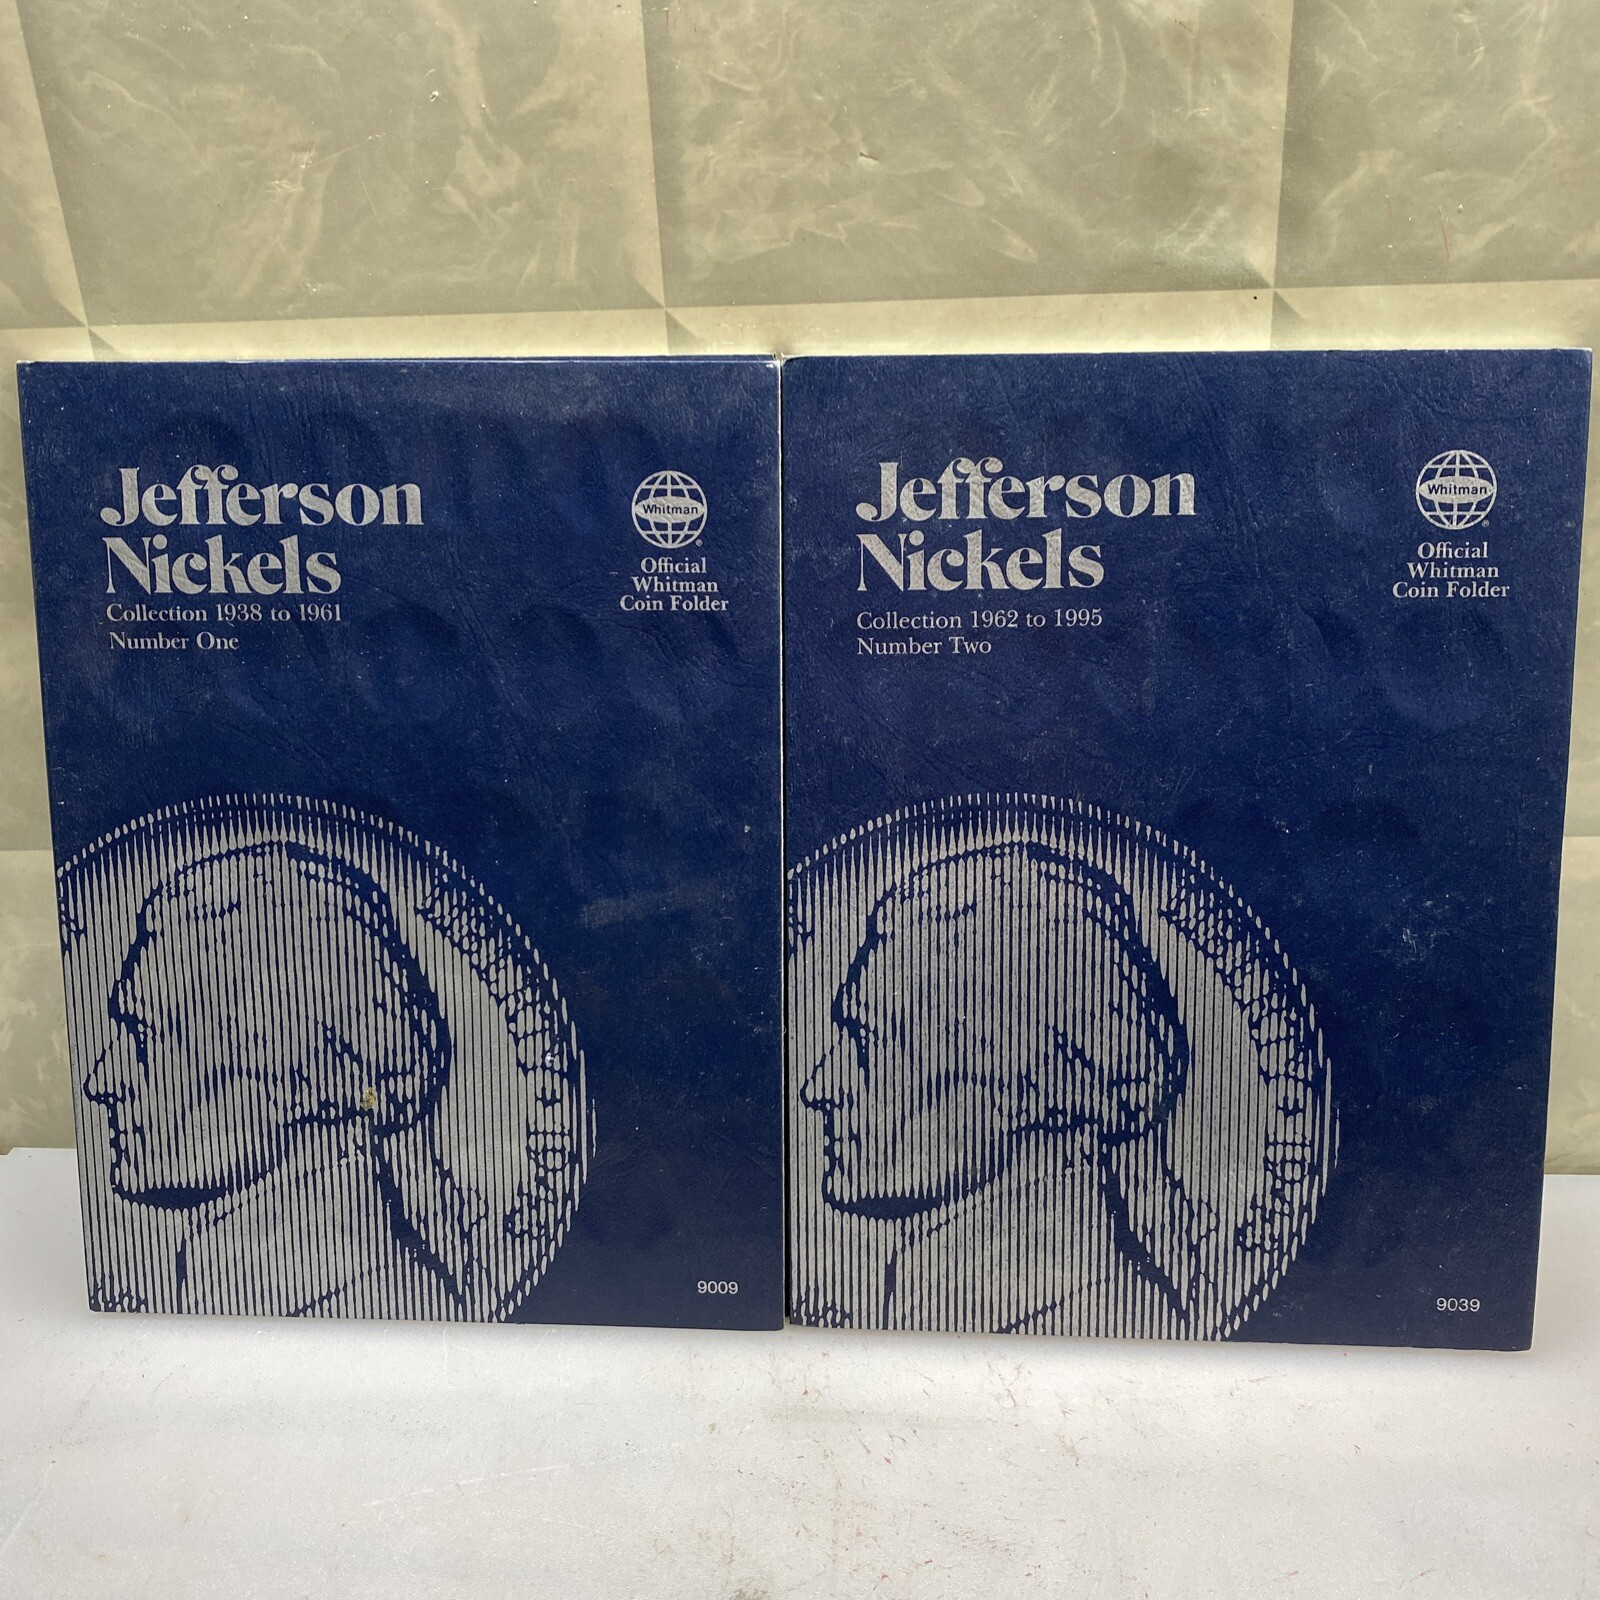 Jefferson
Nickels
Collection 1938 to 1961
Number One
Whitman
®
Official
Whitman
Coin Folder
9009
Jefferson
Nickels
Collection 1962 to 1995
Number Two
Whitman
®
Official
Whitman
Coin Folder
9039